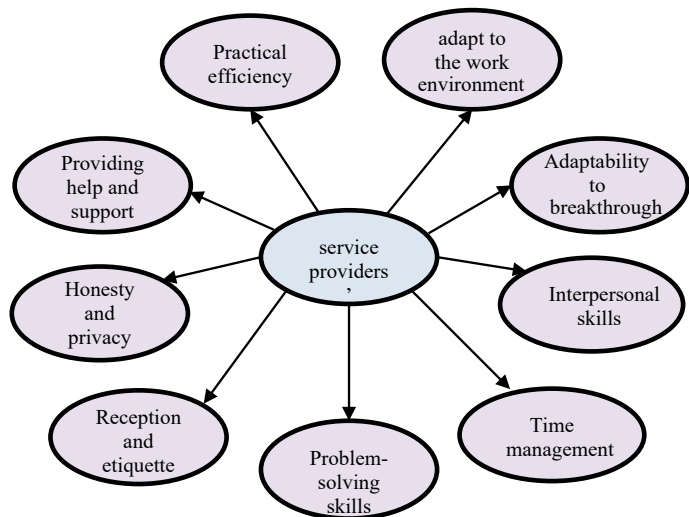 Practical
efficiency
adapt to
the work
environment
Providing
help and
support
Adaptability
to
breakthrough
service
providers
,
Honesty
and
privacy
Interpersonal
skills
Reception
and
etiquette
Problem-
solving
skills
Time
management